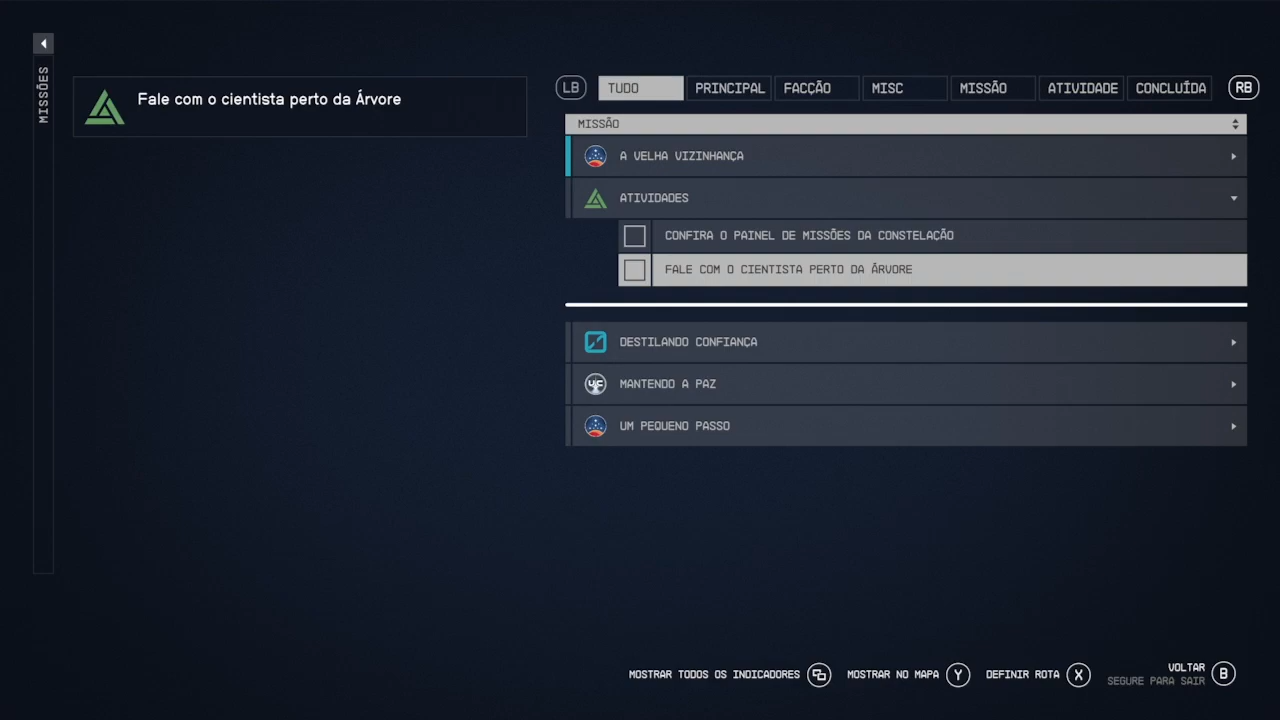 MISSÕES
Fale com o cientista perto da Árvore
LB
TUDO
PRINCIPAL
FACÇÃO
MISC
MISSÃO
ATIVIDADE
CONCLUÍDA
RB
MISSÃO
A VELHA VIZINHANÇA
ATIVIDADES
CONFIRA O PAINEL DE MISSÕES DA CONSTELAÇÃO
FALE COM O CIENTISTA PERTO DA ÁRVORE
DESTILANDO CONFIANÇA
UC
MANTENDO A PAZ
UM PEQUENO PASSO
MOSTRAR TODOS OS INDICADORES
MOSTRAR NO MAPA Y
DEFINIR ROTA X
VOLTAR B
SEGURE PARA SAIR